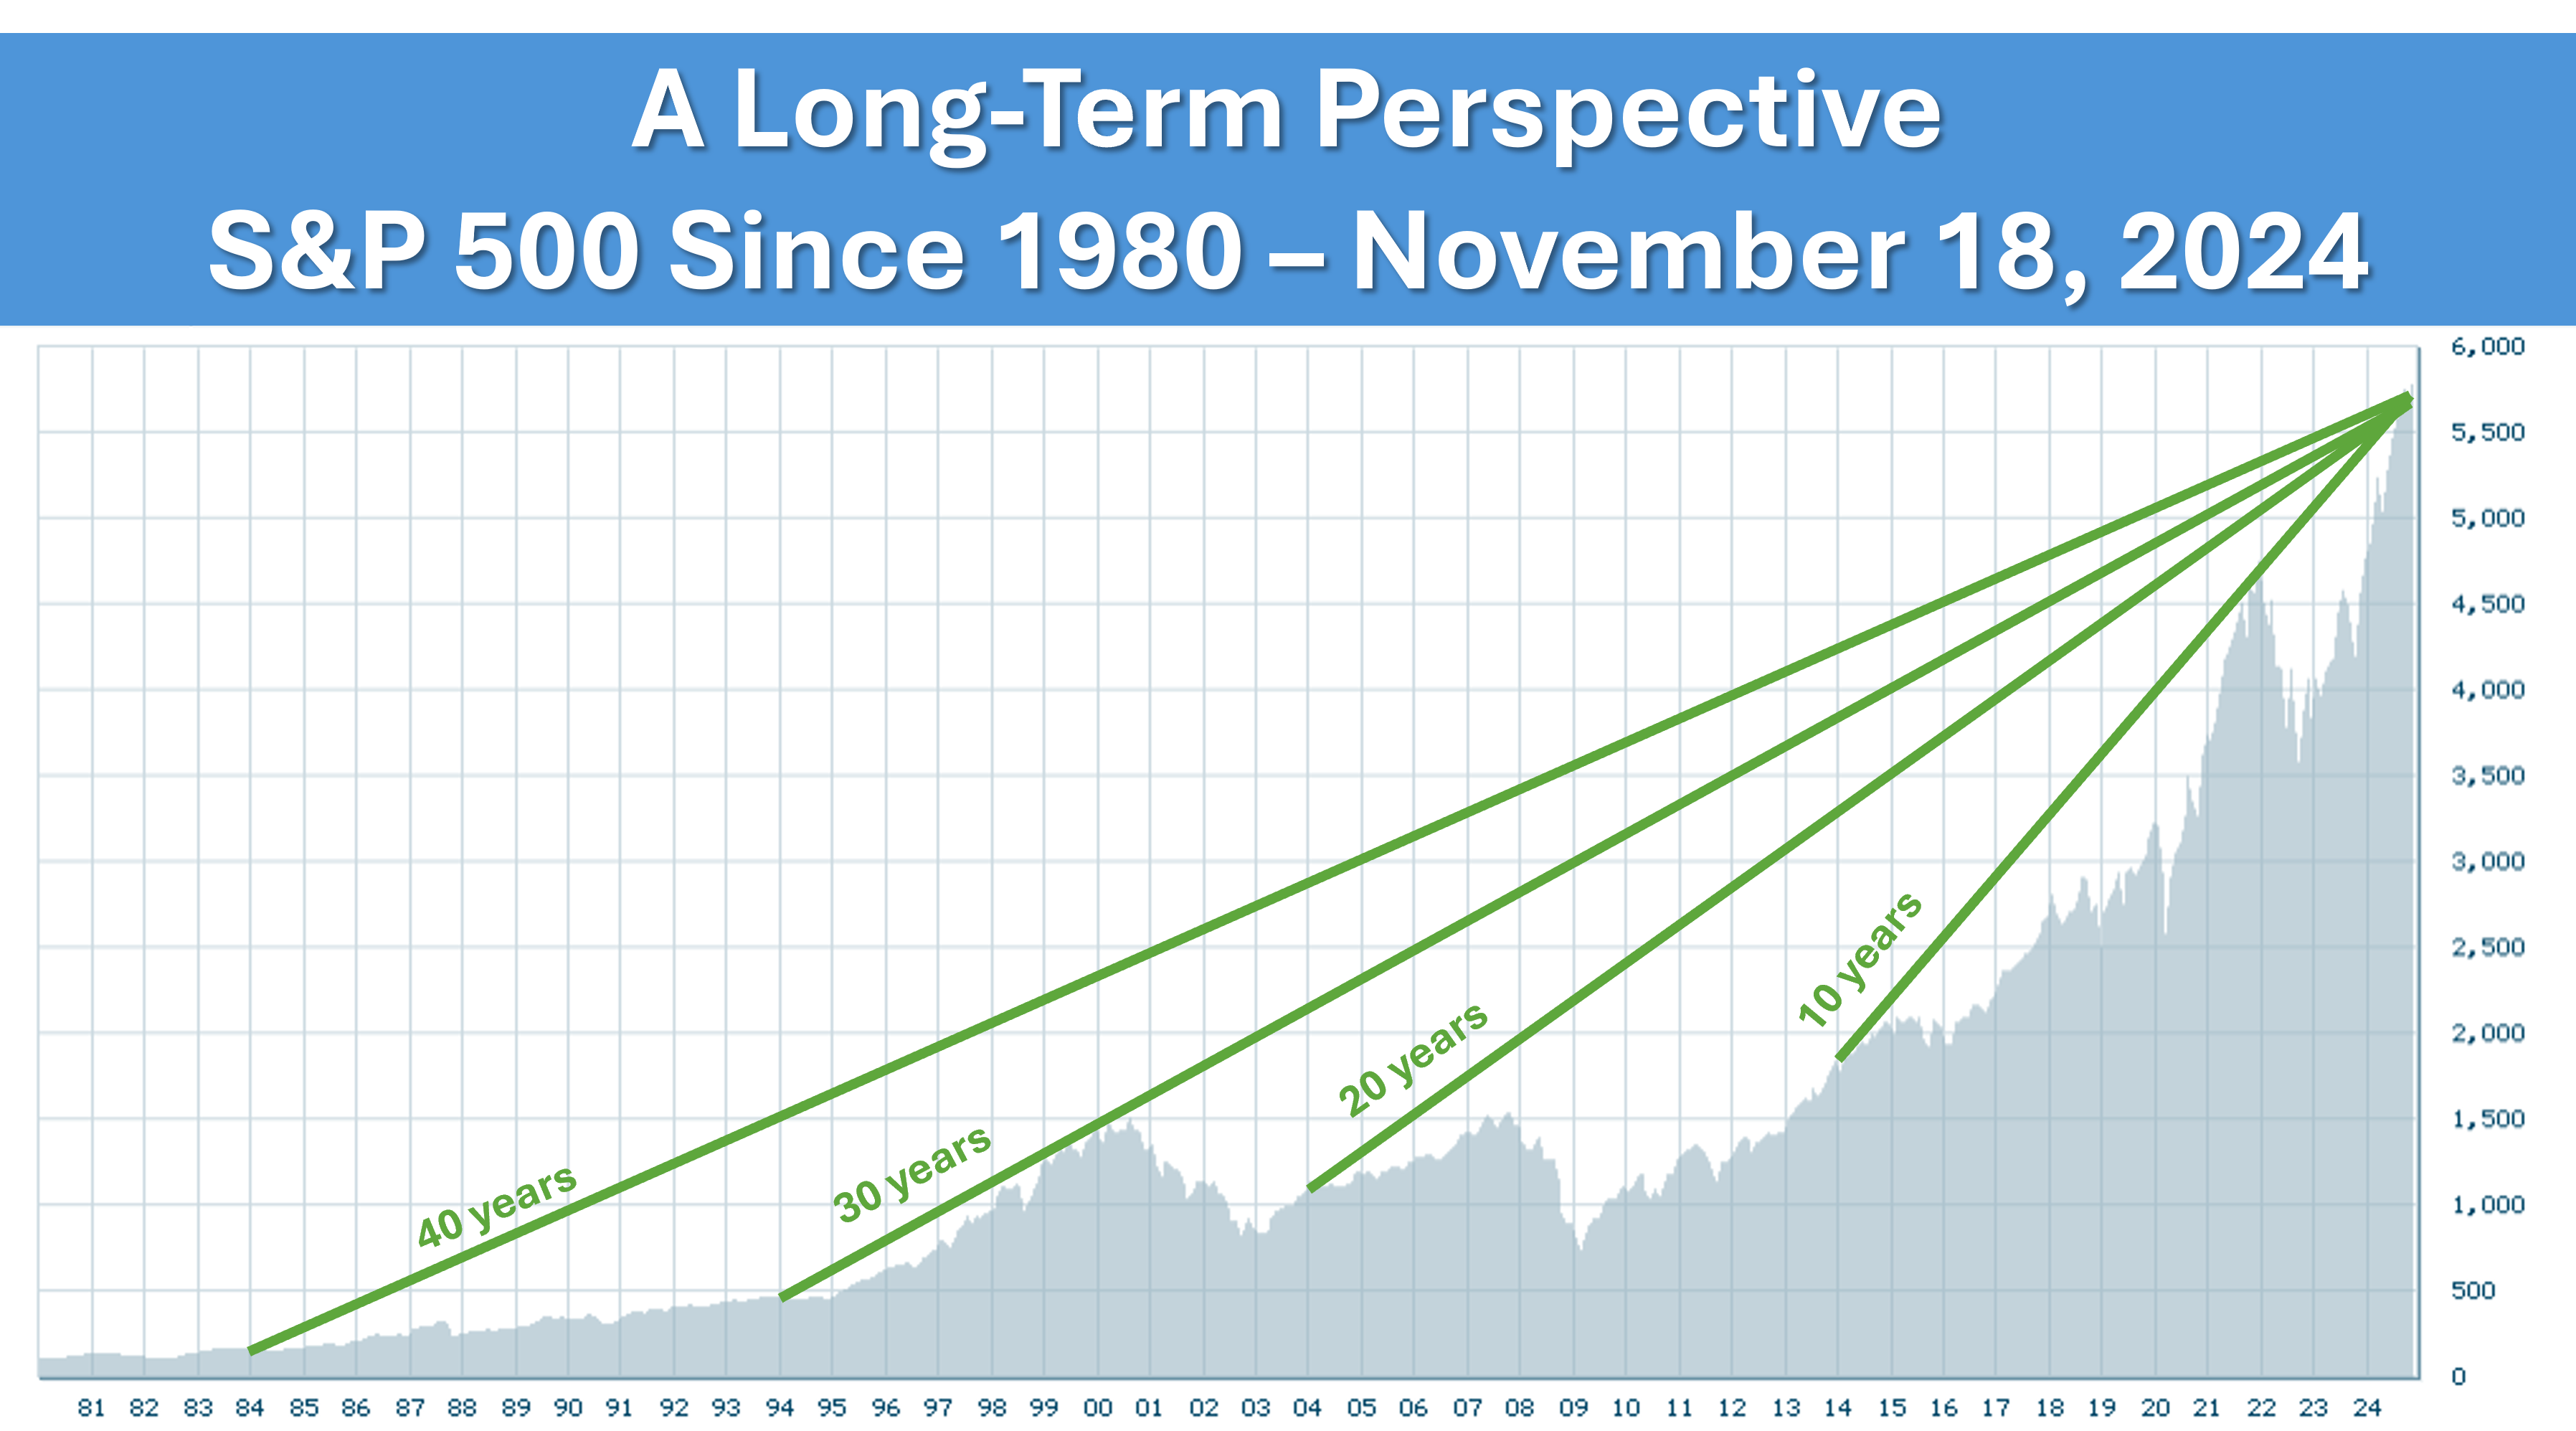 A Long-Term Perspective
S&P 500 Since 1980 – November 18, 2024
6,000
5,500
5,000
4,500
4,000
3,500
3,000
2,500
2,000
1,500
1,000
500
0
40 years
30 years
20 years
10 years
81 82 83 84 85 86 87 88 89 90 91 92 93 94 95 96 97 98 99 00 01 02 03 04 05 06 07 08 09 10 11 12 13 14 15 16 17 18 19 20 21 22 23 24